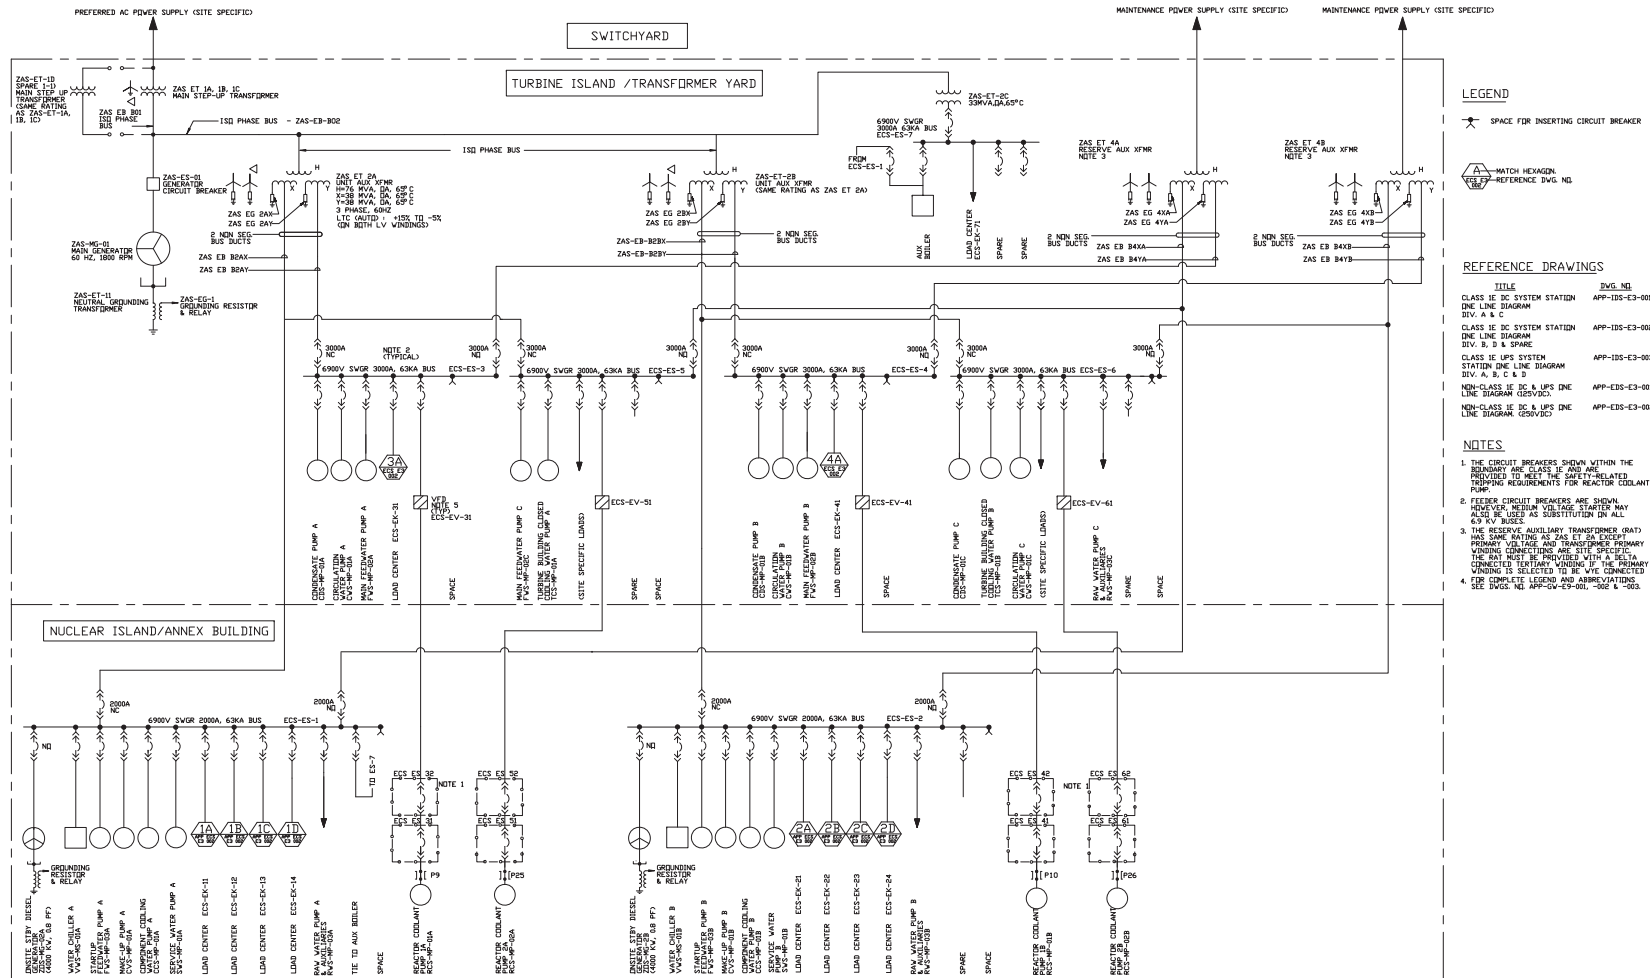 PREFERRED AC POWER SUPPLY (SITE SPECIFIC)
MAINTENANCE POWER SUPPLY (SITE SPECIFIC)
MAINTENANCE POWER SUPPLY (SITE SPECIFIC)
SWITCHYARD
TURBINE ISLAND /TRANSFORMER YARD
ZAS-ET-1D
SPARE 1-1)
MAIN STEP UP
TRANSFORMER
(SAME RATING
AS ZAS-ET-1A,
1B, 1C)
ZAS ET 1A, 1B, 1C
MAIN STEP-UP TRANSFORMER
ZAS EB B01
ISO PHASE
BUS
ISO PHASE BUS - ZAS-EB-B02
ISO PHASE BUS
ZAS-ES-01
GENERATOR
CIRCUIT BREAKER
ZAS-MG-01
MAIN GENERATOR
60 HZ, 1800 RPM
ZAS-ET-11
NEUTRAL GROUNDING
TRANSFORMER
ZAS-EG-1
GROUNDING RESISTOR
& RELAY
H
X
Y
ZAS ET 2A
UNIT AUX XFMR
H=76 MVA, OA, 65° C
X=38 MVA, OA, 65° C
Y=38 MVA, OA, 65° C
3 PHASE, 60HZ
LTC (AUTO) : +15% TO -5%
(ON BOTH LV WINDINGS)
ZAS EG 2AX
ZAS EG 2AY
2 NON SEG.
BUS DUCTS
ZAS EB B2AX
ZAS EB B2AY
H
X
Y
ZAS-ET-2B
UNIT AUX XFMR
(SAME RATING AS ZAS ET 2A)
ZAS EG 2BX
ZAS EG 2BY
2 NON SEG.
BUS DUCTS
ZAS-EB-B2BX
ZAS-EB-B2BY
ZAS-ET-2C
33MVA,OA,65°C
6900V SWGR
3000A 63KA BUS
ECS-ES-7
FROM
ECS-ES-1
AUX
BOILER
LOAD CENTER
ECS-EK-71
SPARE
SPARE
ZAS ET 4A
RESERVE AUX XFMR
NOTE 3
H
X
Y
ZAS EG 4XA
ZAS EG 4YA
2 NON SEG.
BUS DUCTS
ZAS EB B4XA
ZAS EB B4YA
ZAS ET 4B
RESERVE AUX XFMR
NOTE 3
H
X
Y
ZAS EG 4XB
ZAS EG 4YB
2 NON SEG.
BUS DUCTS
ZAS EB B4XB
ZAS EB B4YB
LEGEND
SPACE FOR INSERTING CIRCUIT BREAKER
A
ECS E3
002
MATCH HEXAGON.
REFERENCE DWG. NO.
REFERENCE DRAWINGS
TITLE DWG. NO.
CLASS 1E DC SYSTEM STATION APP-IDS-E3-001
ONE LINE DIAGRAM
DIV. A & C
CLASS 1E DC SYSTEM STATION APP-IDS-E3-002
ONE LINE DIAGRAM
DIV. B, D & SPARE
CLASS 1E UPS SYSTEM APP-IDS-E3-003
STATION ONE LINE DIAGRAM
DIV. A, B, C & D
NON-CLASS 1E DC & UPS ONE APP-EDS-E3-00
LINE DIAGRAM (125VDC).
NON-CLASS 1E DC & UPS ONE APP-EDS-E3-00
LINE DIAGRAM. (250VDC)
NOTES
1. THE CIRCUIT BREAKERS SHOWN WITHIN THE
BOUNDARY ARE CLASS 1E AND ARE
PROVIDED TO MEET THE SAFETY-RELATED
TRIPPING REQUIREMENTS FOR REACTOR COOLANT
PUMP.
2. FEEDER CIRCUIT BREAKERS ARE SHOWN.
HOWEVER, MEDIUM VOLTAGE STARTER MAY
ALSO BE USED AS SUBSTITUTION ON ALL
6.9 KV BUSES.
3. THE RESERVE AUXILIARY TRANSFORMER (RAT)
HAS SAME RATING AS ZAS ET 2A EXCEPT
PRIMARY VOLTAGE AND TRANSFORMER PRIMARY
WINDING CONNECTIONS ARE SITE SPECIFIC.
THE RAT MUST BE PROVIDED WITH A DELTA
CONNECTED TERTIARY WINDING IF THE PRIMARY
WINDING IS SELECTED TO BE WYE CONNECTED
4. FOR COMPLETE LEGEND AND ABBREVIATIONS
SEE DWGS. NO. APP-GW-E9-001, -002 & -003.
3000A
NC
NOTE 2
(TYPICAL)
3000A
NO
6900V SWGR 3000A, 63KA BUS ECS-ES-3
3000A
NC
3000A
NO
6900V SWGR 3000A, 63KA BUS ECS-ES-5
3000A
NC
3000A
NO
6900V SWGR 3000A, 63KA BUS ECS-ES-4
3000A
NC
3000A
NO
6900V SWGR 3000A, 63KA BUS ECS-ES-6
CONDENSATE PUMP A
CDS-MP-01A
CIRCULATION
WATER PUMP A
CWS-MP-01A
MAIN FEEDWATER PUMP A
FWS-MP-02A
3A
ECS E3
002
LOAD CENTER ECS-EK-31
VFD
NOTE 5
(TYP)
ECS-EV-31
SPACE
MAIN FEEDWATER PUMP C
FWS-MP-02C
TURBINE BUILDING CLOSED
COOLING WATER PUMP A
TCS-MP-01A
(SITE SPECIFIC LOADS)
ECS-EV-51
SPARE
SPACE
CONDENSATE PUMP B
CDS-MP-01B
CIRCULATION
WATER PUMP B
CWS-MP-01B
MAIN FEEDWATER PUMP B
FWS-MP-02B
4A
ECS E3
002
LOAD CENTER ECS-EK-41
ECS-EV-41
SPACE
CONDENSATE PUMP C
CDS-MP-01C
TURBINE BUILDING CLOSED
COOLING WATER PUMP B
TCS-MP-01B
CIRCULATION
WATER PUMP C
CWS-MP-01C
(SITE SPECIFIC LOADS)
ECS-EV-61
RAW WATER PUMP C
& AUXILIARIES
RWS-MP-03C
SPARE
SPACE
NUCLEAR ISLAND/ANNEX BUILDING
2000A
NC
2000A
NO
6900V SWGR 2000A, 63KA BUS ECS-ES-1
NO
TO ES-7
GROUNDING
RESISTOR
& RELAY
ONSITE STBY DIESEL
GENERATOR
ZOS-MG-02A
(4000 KW, 0.8 PF)
WATER CHILLER A
VWS-MS-01A
STARTUP
FEEDWATER PUMP A
FWS-MP-03A
MAKE-UP PUMP A
CVS-MP-01A
COMPONENT COOLING
WATER PUMP A
CCS-MP-01A
SERVICE WATER PUMP A
SWS-MP-01A
1A
1B
1C
1D
LOAD CENTER ECS-EK-11
LOAD CENTER ECS-EK-12
LOAD CENTER ECS-EK-13
LOAD CENTER ECS-EK-14
RAW WATER PUMP A
& AUXILIARIES
RWS-MP-03A
TIE TO AUX BOILER
SPACE
ECS ES 32
NOTE 1
ECS ES 31
P9
REACTOR COOLANT
PUMP 1A
RCS-MP-01A
ECS ES 52
ECS ES 51
P25
REACTOR COOLANT
PUMP 2A
RCS-MP-02A
2000A
NC
2000A
NO
6900V SWGR 2000A, 63KA BUS ECS-ES-2
NO
GROUNDING
RESISTOR
& RELAY
ONSITE STBY DIESEL
GENERATOR
ZOS-MG-2B
(4000 KW, 0.8 PF)
WATER CHILLER B
VWS-MS-01B
STARTUP
FEEDWATER PUMP B
FWS-MP-03B
MAKE-UP PUMP B
CVS-MP-01B
COMPONENT COOLING
WATER PUMP B
CCS-MP-01B
SERVICE WATER
PUMP B
SWS-MP-01B
2A
2B
2C
2D
LOAD CENTER ECS-EK-21
LOAD CENTER ECS-EK-22
LOAD CENTER ECS-EK-23
LOAD CENTER ECS-EK-24
RAW WATER PUMP B
& AUXILIARIES
RWS-MP-03B
SPARE
SPACE
ECS ES 42
NOTE 1
ECS ES 41
P10
REACTOR COOLANT
PUMP 1B
RCS-MP-01B
ECS ES 62
ECS ES 61
P26
REACTOR COOLANT
PUMP 2B
RCS-MP-02B